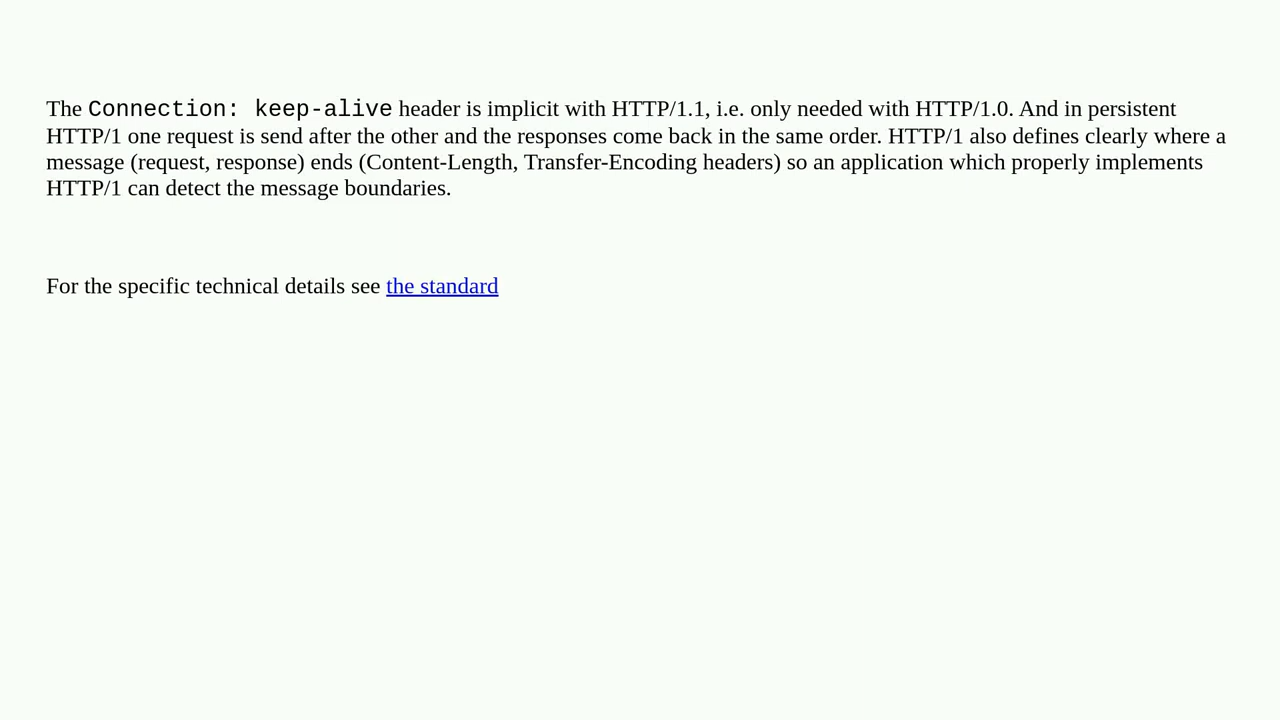 The Connection: keep-alive header is implicit with HTTP/1.1, i.e. only needed with HTTP/1.0. And in persistent
HTTP/1 one request is send after the other and the responses come back in the same order. HTTP/1 also defines clearly where a
message (request, response) ends (Content-Length, Transfer-Encoding headers) so an application which properly implements
HTTP/1 can detect the message boundaries.
For the specific technical details see the standard